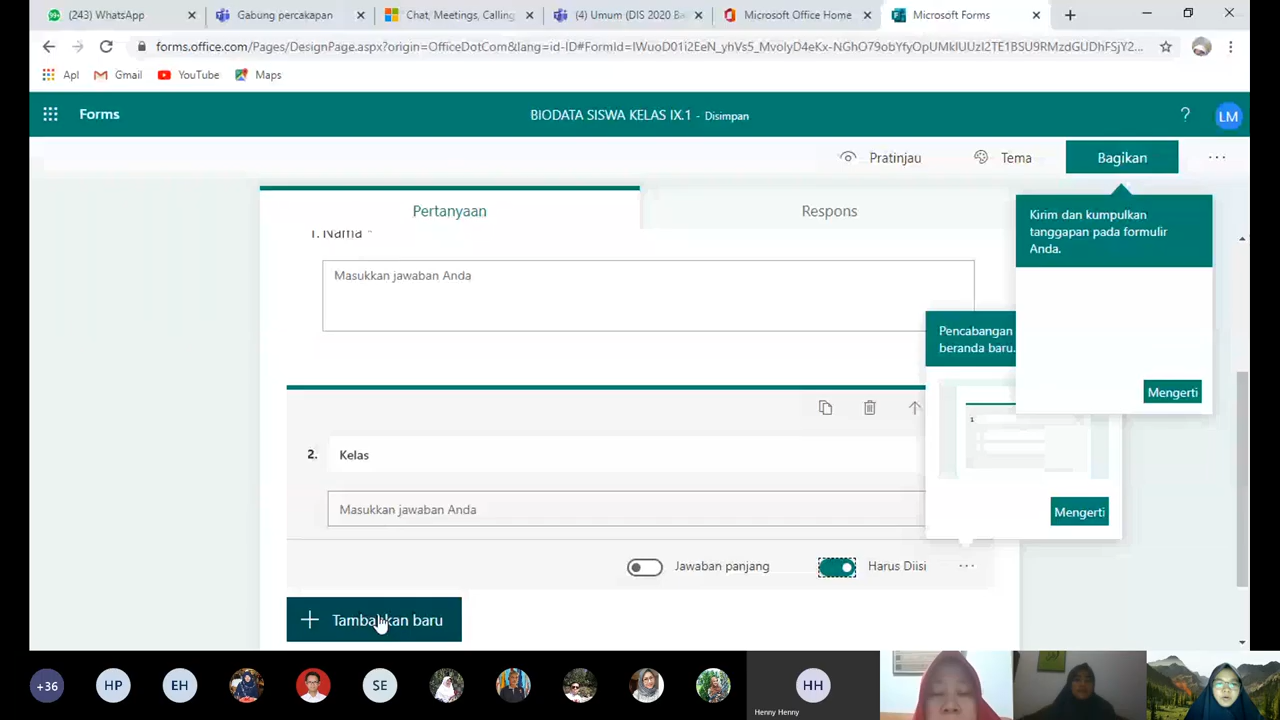 (243) WhatsApp
Gabung percakapan
Chat, Meetings, Calling
(4) Umum (DIS 2020 Ba
Microsoft Office Home
Microsoft Forms
forms.office.com/Pages/DesignPage.aspx?origin=OfficeDotCom&lang=id-ID#FormId=
Apl
Gmail
YouTube
Maps
Forms
BIODATA SISWA KELAS IX.1 - Disimpan
?
LM
Pratinjau
Tema
Bagikan
Pertanyaan
Respons
Kirim dan kumpulkan
tanggapan pada formulir
Anda.
Mengerti
1. Nama *
Masukkan jawaban Anda
Pencabangan
beranda baru.
Mengerti
2. Kelas
Masukkan jawaban Anda
Jawaban panjang
Harus Diisi
Tambahkan baru
+36
HP
EH
SE
HH
Henny Henny